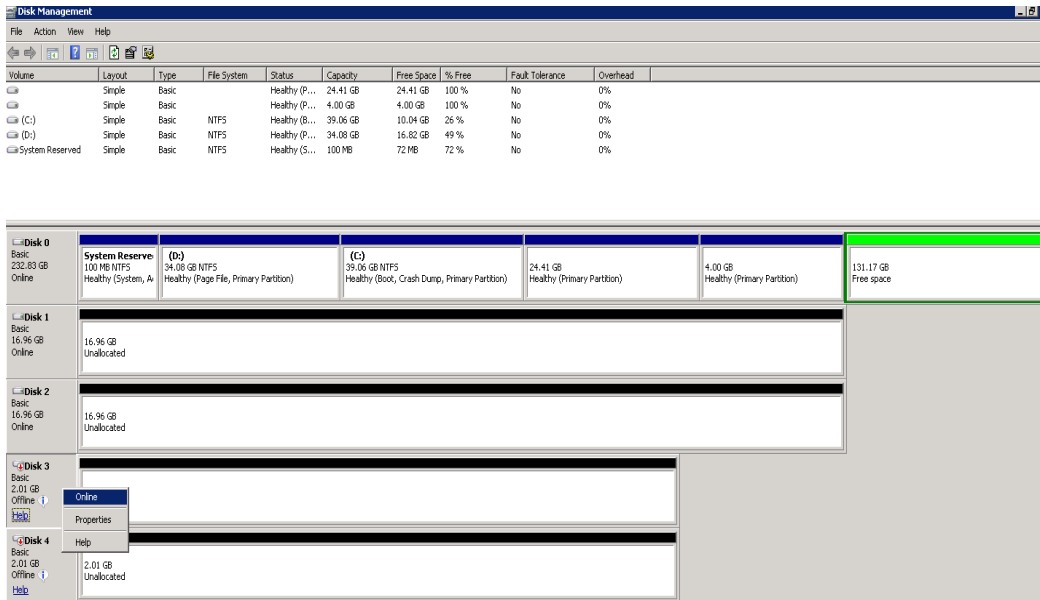 Disk Management
File Action View Help
Volume Layout Type File System Status Capacity Free Space % Free Fault Tolerance Overhead
Simple Basic Healthy (P... 24.41 GB 24.41 GB 100 % No 0%
Simple Basic Healthy (P... 4.00 GB 4.00 GB 100 % No 0%
(C:) Simple Basic NTFS Healthy (B... 39.06 GB 10.04 GB 26 % No 0%
(D:) Simple Basic NTFS Healthy (P... 34.08 GB 16.82 GB 49 % No 0%
System Reserved Simple Basic NTFS Healthy (S... 100 MB 72 MB 72 % No 0%
Disk 0
Basic
232.83 GB
Online
System Reserve
100 MB NTFS
Healthy (System, A
(D:)
34.08 GB NTFS
Healthy (Page File, Primary Partition)
(C:)
39.06 GB NTFS
Healthy (Boot, Crash Dump, Primary Partition)
24.41 GB
Healthy (Primary Partition)
4.00 GB
Healthy (Primary Partition)
131.17 GB
Free space
Disk 1
Basic
16.96 GB
Online
16.96 GB
Unallocated
Disk 2
Basic
16.96 GB
Online
16.96 GB
Unallocated
Disk 3
Basic
2.01 GB
Offline
Help
Online
Properties
Help
Disk 4
Basic
2.01 GB
Offline
Help
2.01 GB
Unallocated